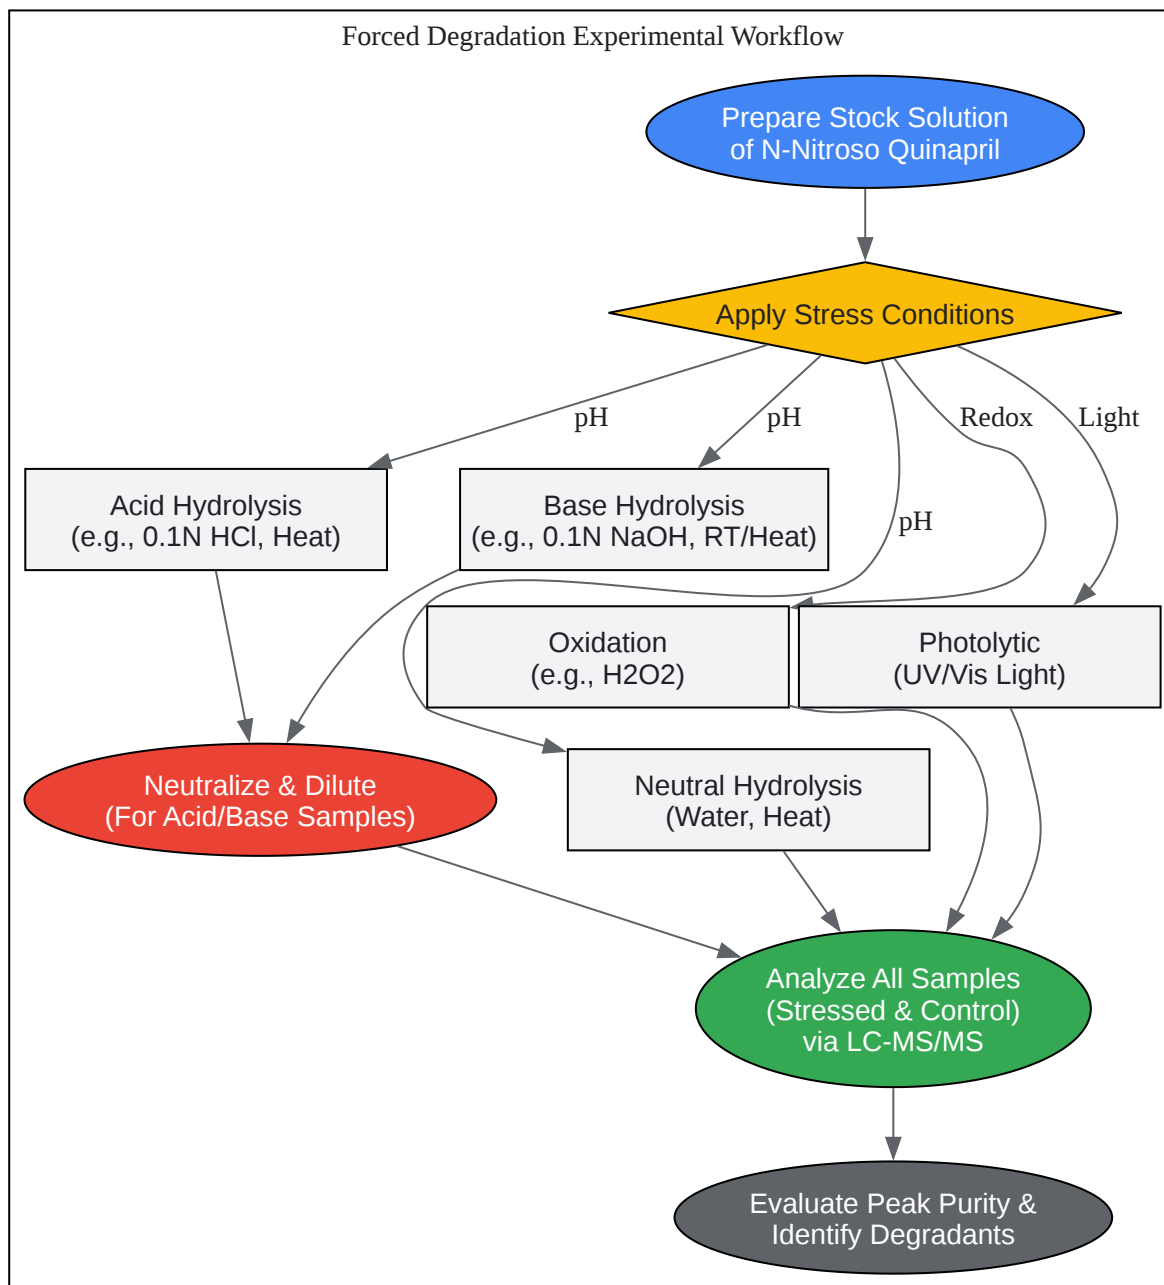 Forced Degradation Experimental Workflow
Prepare Stock Solution
of N-Nitroso Quinapril
Apply Stress Conditions
pH
pH
Redox
Light
Acid Hydrolysis
(e.g., 0.1N HCl, Heat)
Base Hydrolysis
(e.g., 0.1N NaOH, RT/Heat)
pH
Oxidation
(e.g., H2O2)
Photolytic
(UV/Vis Light)
Neutralize & Dilute
(For Acid/Base Samples)
Neutral Hydrolysis
(Water, Heat)
Analyze All Samples
(Stressed & Control)
via LC-MS/MS
Evaluate Peak Purity &
Identify Degradants